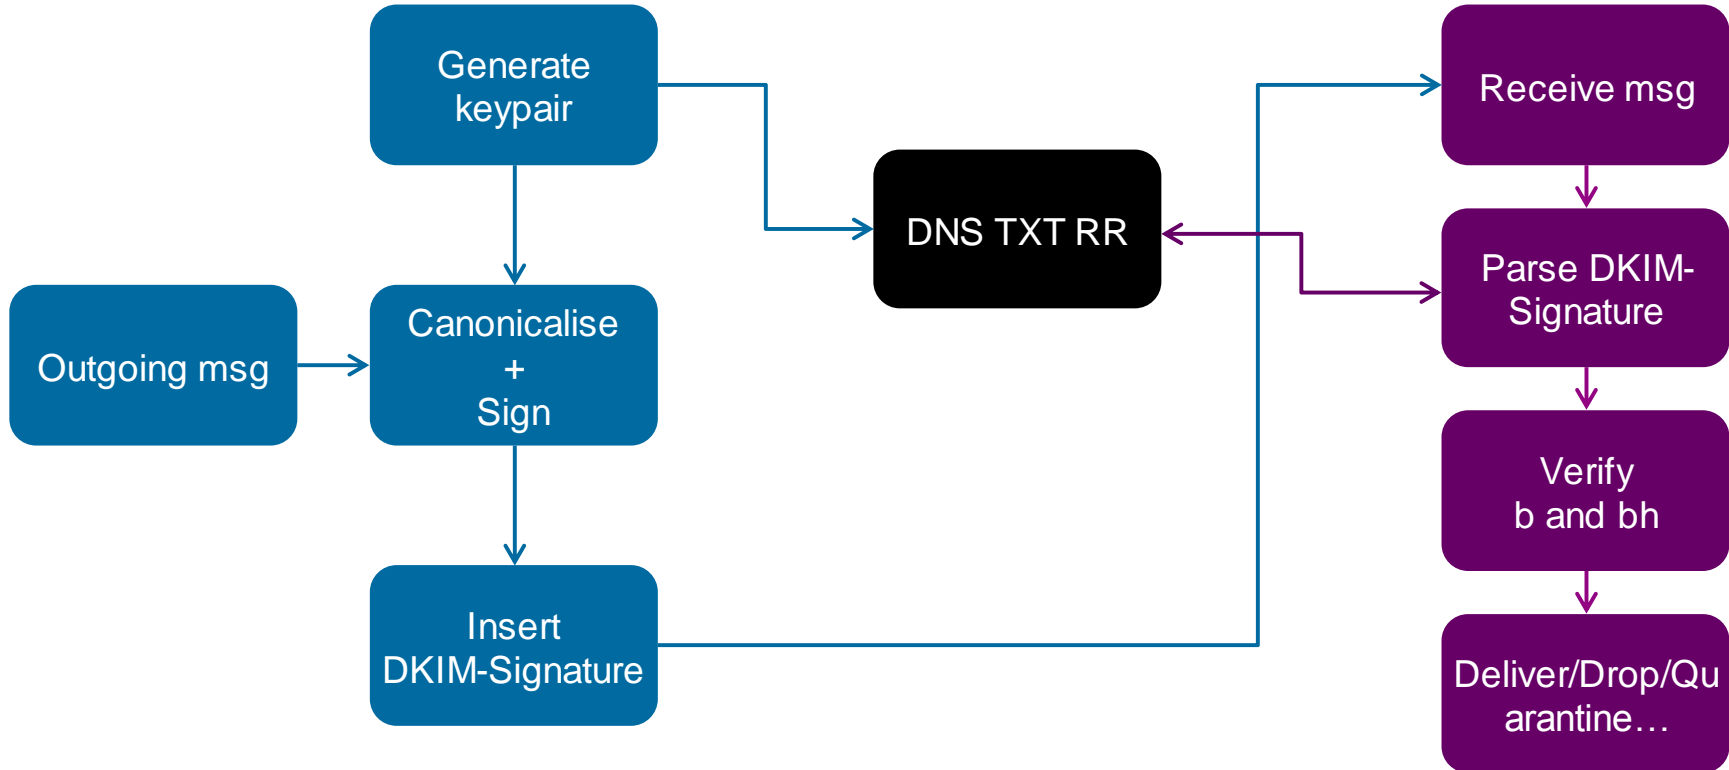 Generate
keypair
Receive msg
DNS TXT RR
Parse DKIM-
Signature
Outgoing msg
Canonicalise
+
Sign
Verify
b and bh
Insert
DKIM-Signature
Deliver/Drop/Qu
arantine…